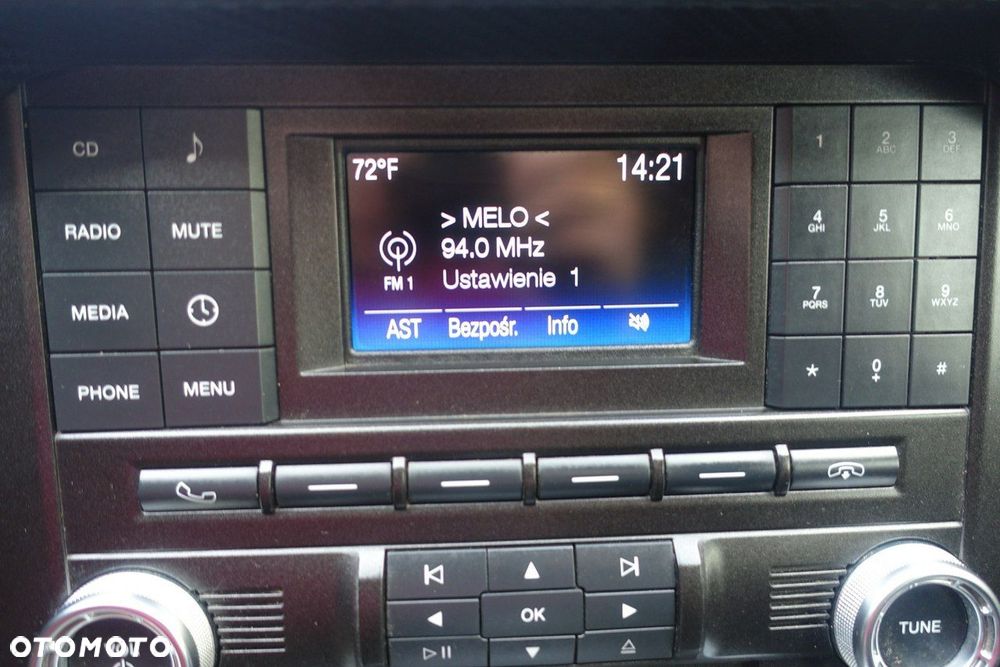 CD
RADIO
MUTE
MEDIA
PHONE
MENU
72°F
14:21
> MELO <
94.0 MHz
FM 1
Ustawienie 1
AST Bezpośr. Info
1
2
ABC
3
DEF
4
GHI
5
JKL
6
MNO
7
PQRS
8
TUV
9
WXYZ
*
0
+
#
OK
TUNE
OTOMOTO